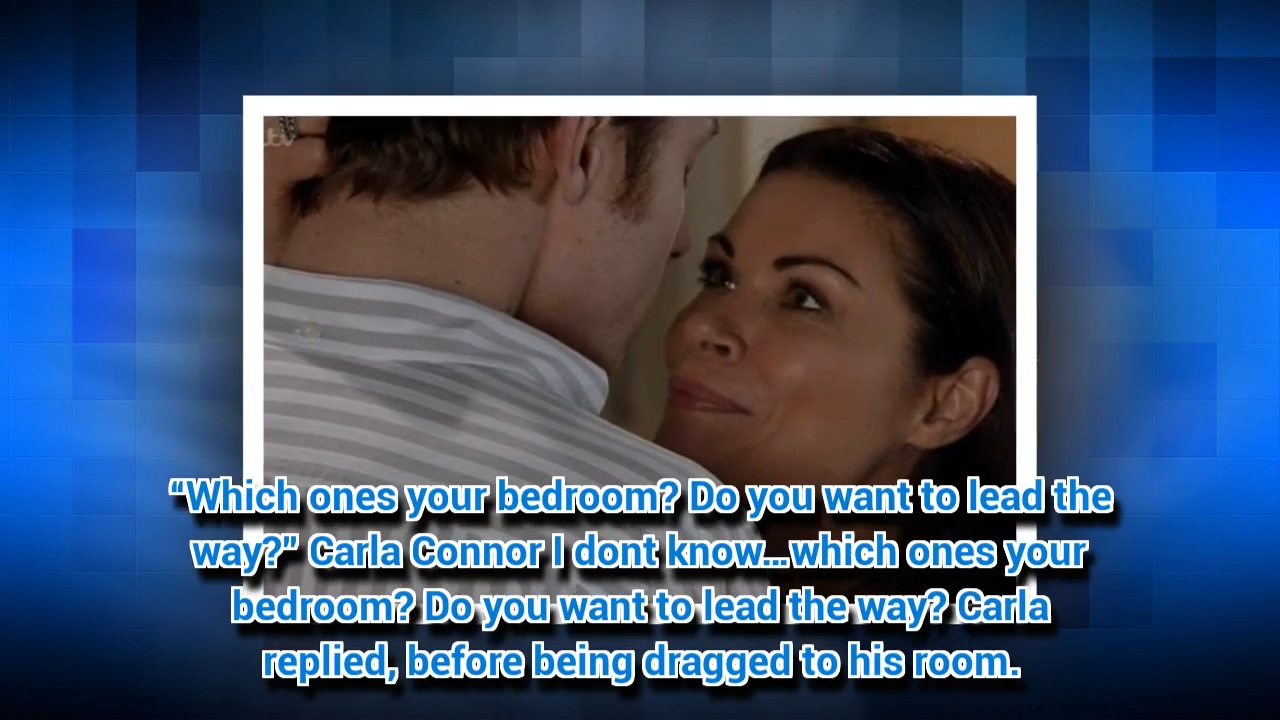 itv
“Which ones your bedroom? Do you want to lead the
way?” Carla Connor I dont know...which ones your
bedroom? Do you want to lead the way? Carla
replied, before being dragged to his room.